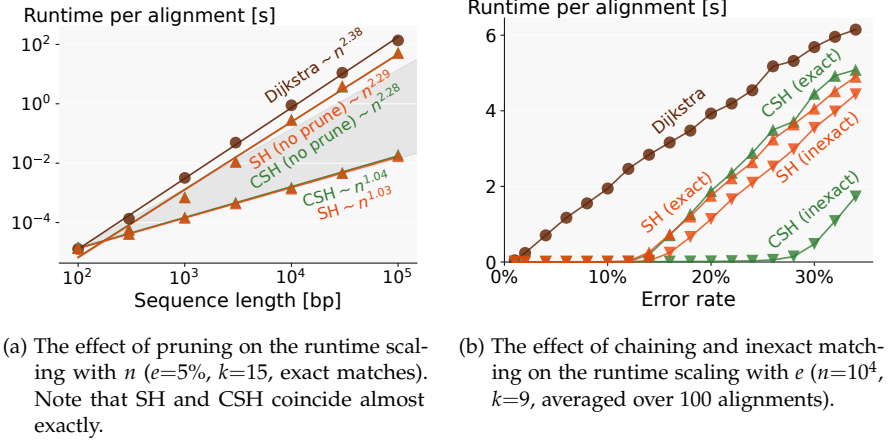 Runtime per alignment [s]
10²
10⁰
10⁻²
10⁻⁴
Dijkstra ~ n^2.38
SH (no prune) ~ n^2.29
CSH (no prune) ~ n^2.28
CSH ~ n^1.04
SH ~ n^1.03
10² 10³ 10⁴ 10⁵
Sequence length [bp]
Runtime per alignment [s]
6
4
2
0
Dijkstra
CSH (exact)
SH (exact)
SH (inexact)
CSH (inexact)
0% 10% 20% 30%
Error rate
(a) The effect of pruning on the runtime scal-
ing with n (e=5%, k=15, exact matches).
Note that SH and CSH coincide almost
exactly.
(b) The effect of chaining and inexact match-
ing on the runtime scaling with e (n=10⁴,
k=9, averaged over 100 alignments).